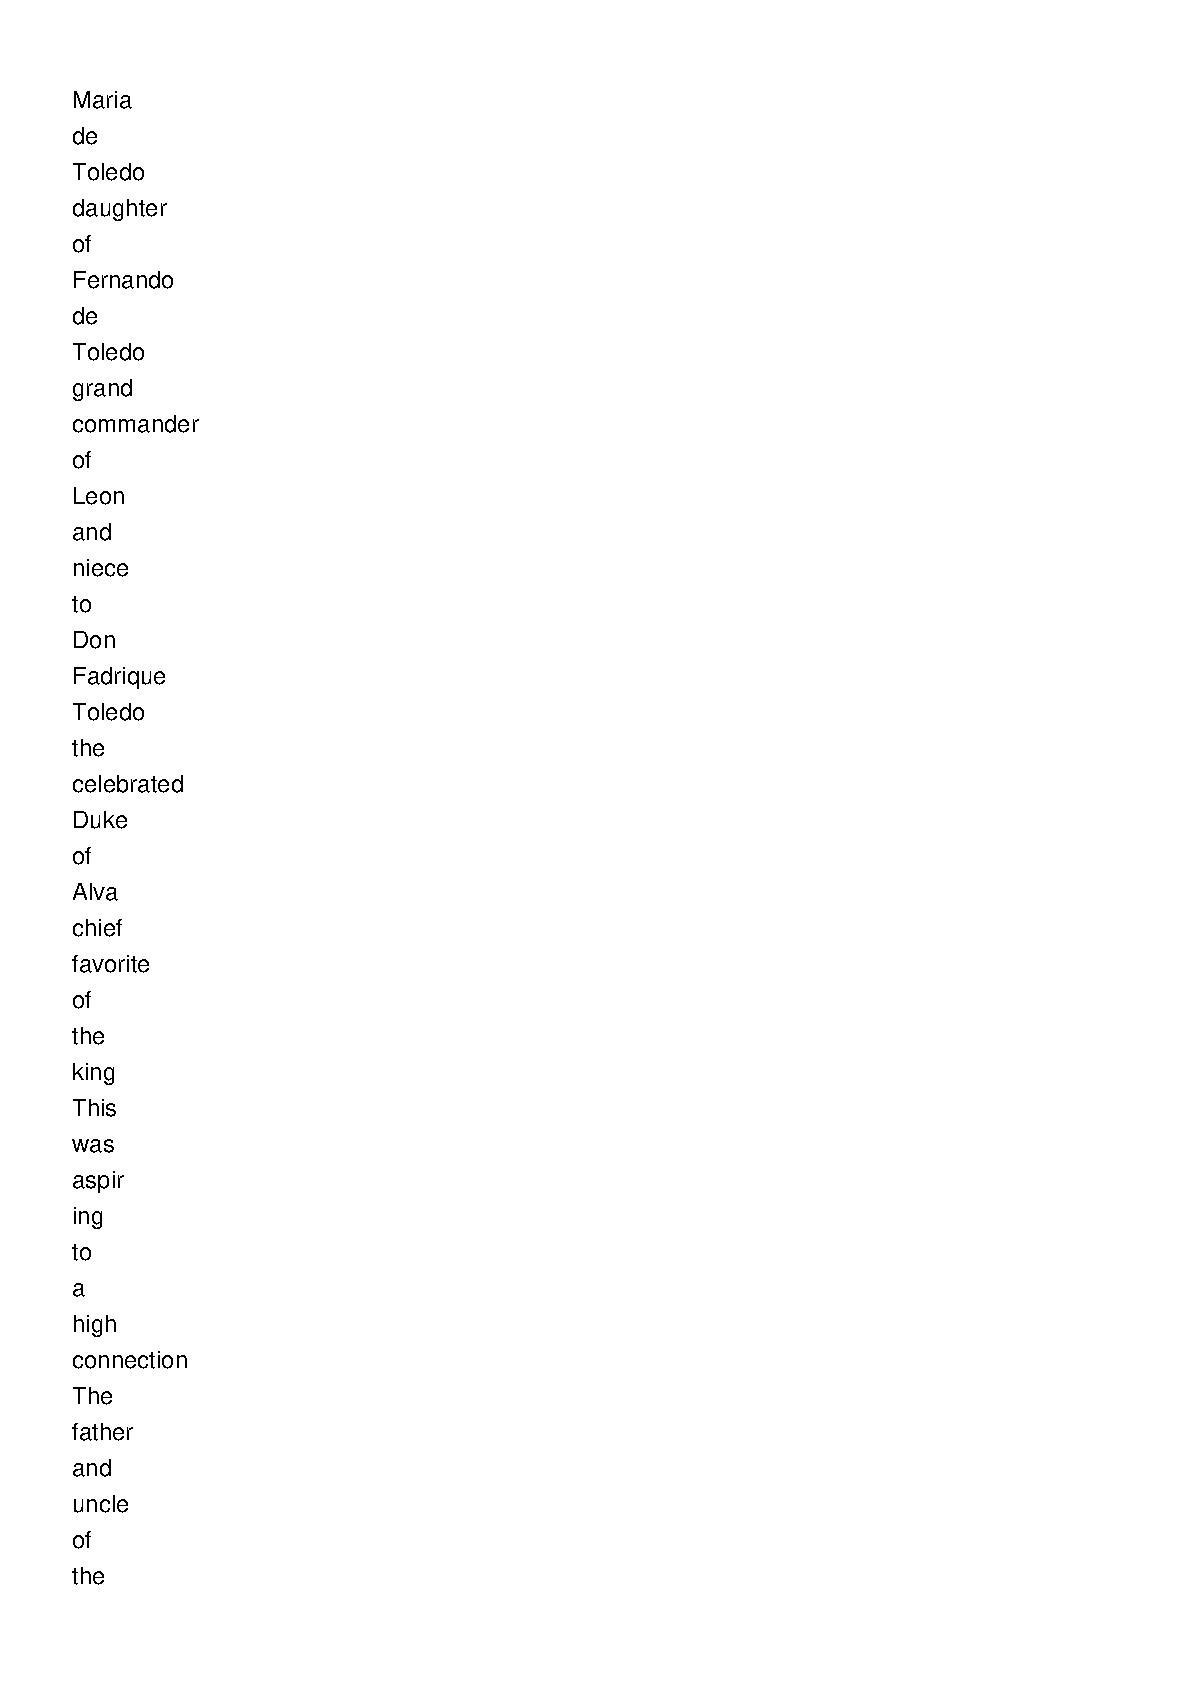 Maria
de
Toledo
daughter
of
Fernando
de
Toledo
grand
commander
of
Leon
and
niece
to
Don
Fadrique
Toledo
the
celebrated
Duke
of
Alva
chief
favorite
of
the
king
This
was
aspir
ing
to
a
high
connection
The
father
and
uncle
of
the